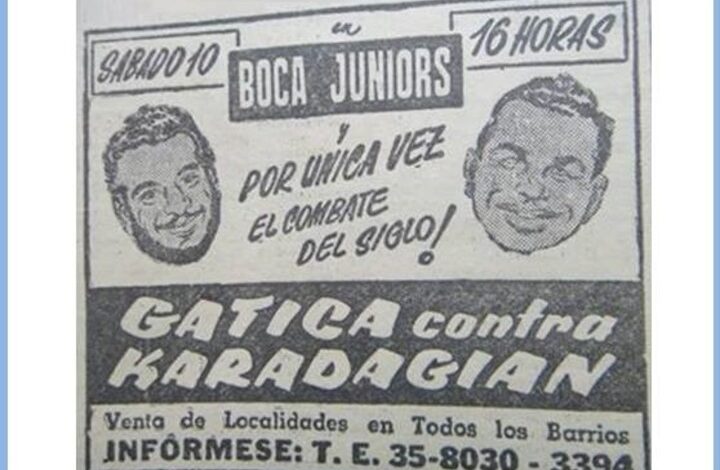 en
SABADO 10
16 HORAS
BOCA JUNIORS
y
POR UNICA VEZ
EL COMBATE
DEL SIGLO!
GATICA contra
KARADAGIAN
Venta de Localidades en Todos los Barrios
INFÓRMESE: T. E. 35-8030 - 3394